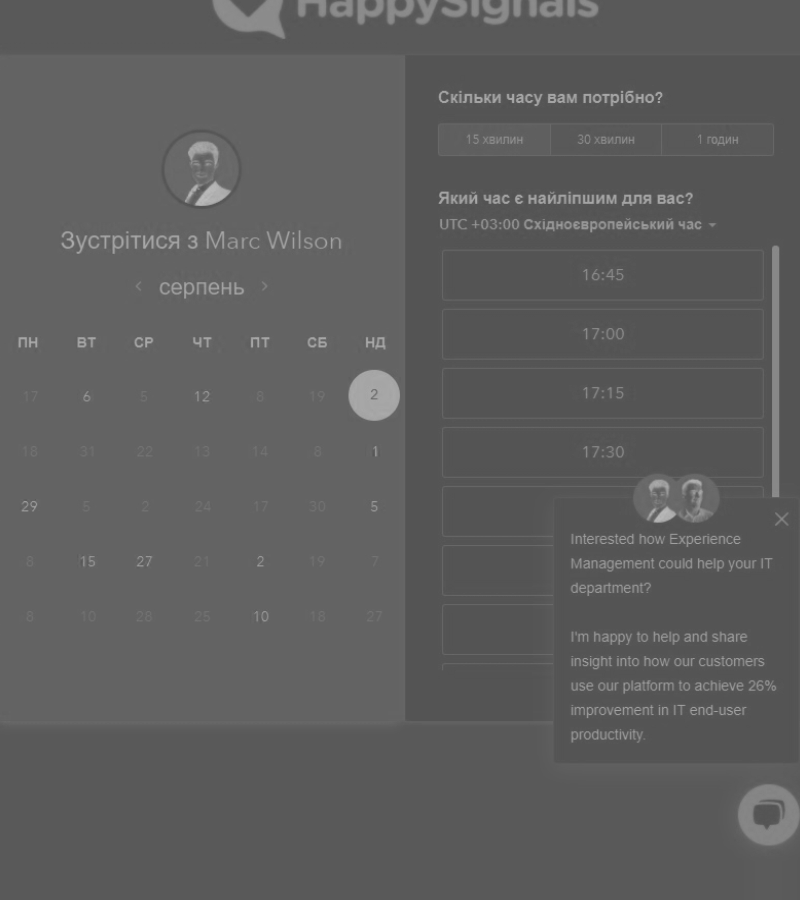 HappySignals
Зустрітися з Marc Wilson
серпень
ПН ВТ СР ЧТ ПТ СБ НД
17 6 5 12 8 19 2
18 31 22 13 14 8 1
29 5 2 24 17 30 5
8 15 27 21 2 19 7
8 10 28 25 10 18 27
Скільки часу вам потрібно?
15 хвилин 30 хвилин 1 годин
Який час є найліпшим для вас?
UTC +03:00 Східноєвропейський час
16:45
17:00
17:15
17:30
Interested how Experience
Management could help your IT
department?
I'm happy to help and share
insight into how our customers
use our platform to achieve 26%
improvement in IT end-user
productivity.